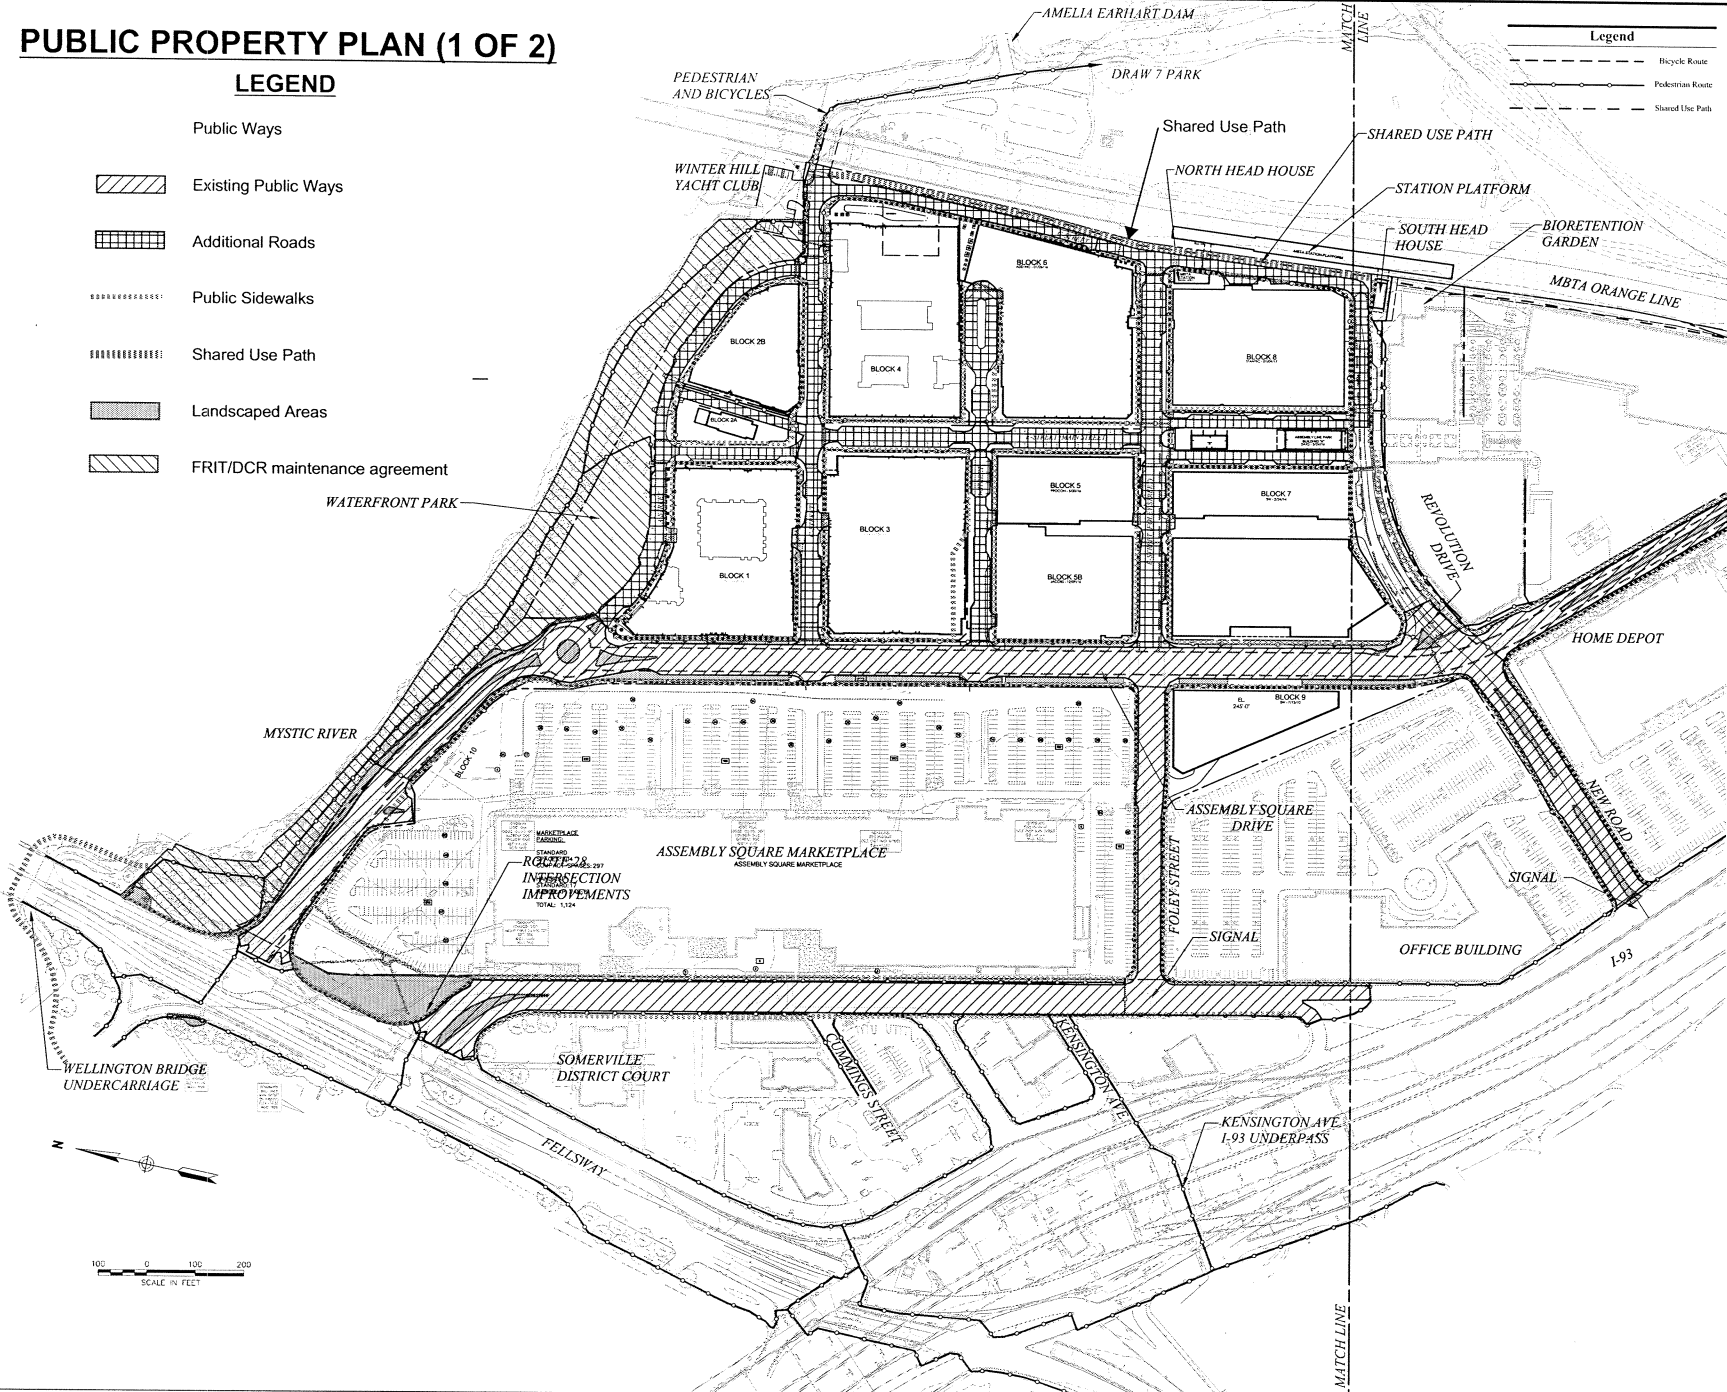 PUBLIC PROPERTY PLAN (1 OF 2)
LEGEND
Public Ways
Existing Public Ways
Additional Roads
Public Sidewalks
Shared Use Path
Landscaped Areas
FRIT/DCR maintenance agreement
AMELIA EARHART DAM
MATCH
LINE
Legend
Bicycle Route
Pedestrian Route
Shared Use Path
PEDESTRIAN
AND BICYCLES
DRAW 7 PARK
Shared Use Path
SHARED USE PATH
WINTER HILL
YACHT CLUB
NORTH HEAD HOUSE
STATION PLATFORM
SOUTH HEAD
HOUSE
BIORETENTION
GARDEN
MBTA ORANGE LINE
BLOCK 6
BLOCK 2B
BLOCK 4
BLOCK 8
BLOCK 2A
WATERFRONT PARK
BLOCK 5
BLOCK 7
BLOCK 3
BLOCK 1
BLOCK 5B
REVOLUTION
DRIVE
HOME DEPOT
MYSTIC RIVER
BLOCK 10
EL.
245'-0"
BLOCK 9
ASSEMBLY SQUARE
DRIVE
NEW ROAD
MARKETPLACE
PARKING:
STANDARD
ROUTE 28
INTERSECTION
IMPROVEMENTS
TOTAL: 1,124
ASSEMBLY SQUARE MARKETPLACE
ASSEMBLY SQUARE MARKETPLACE
FOLEY STREET
SIGNAL
SIGNAL
OFFICE BUILDING
I-93
WELLINGTON BRIDGE
UNDERCARRIAGE
SOMERVILLE
DISTRICT COURT
CUMMINGS STREET
KENSINGTON AVE
KENSINGTON AVE
I-93 UNDERPASS
FELLSWAY
N
100 0 100 200
SCALE IN FEET
MATCH LINE